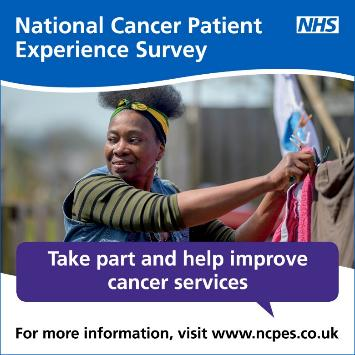 National Cancer Patient
Experience Survey
NHS
Take part and help improve
cancer services
For more information, visit www.ncpes.co.uk